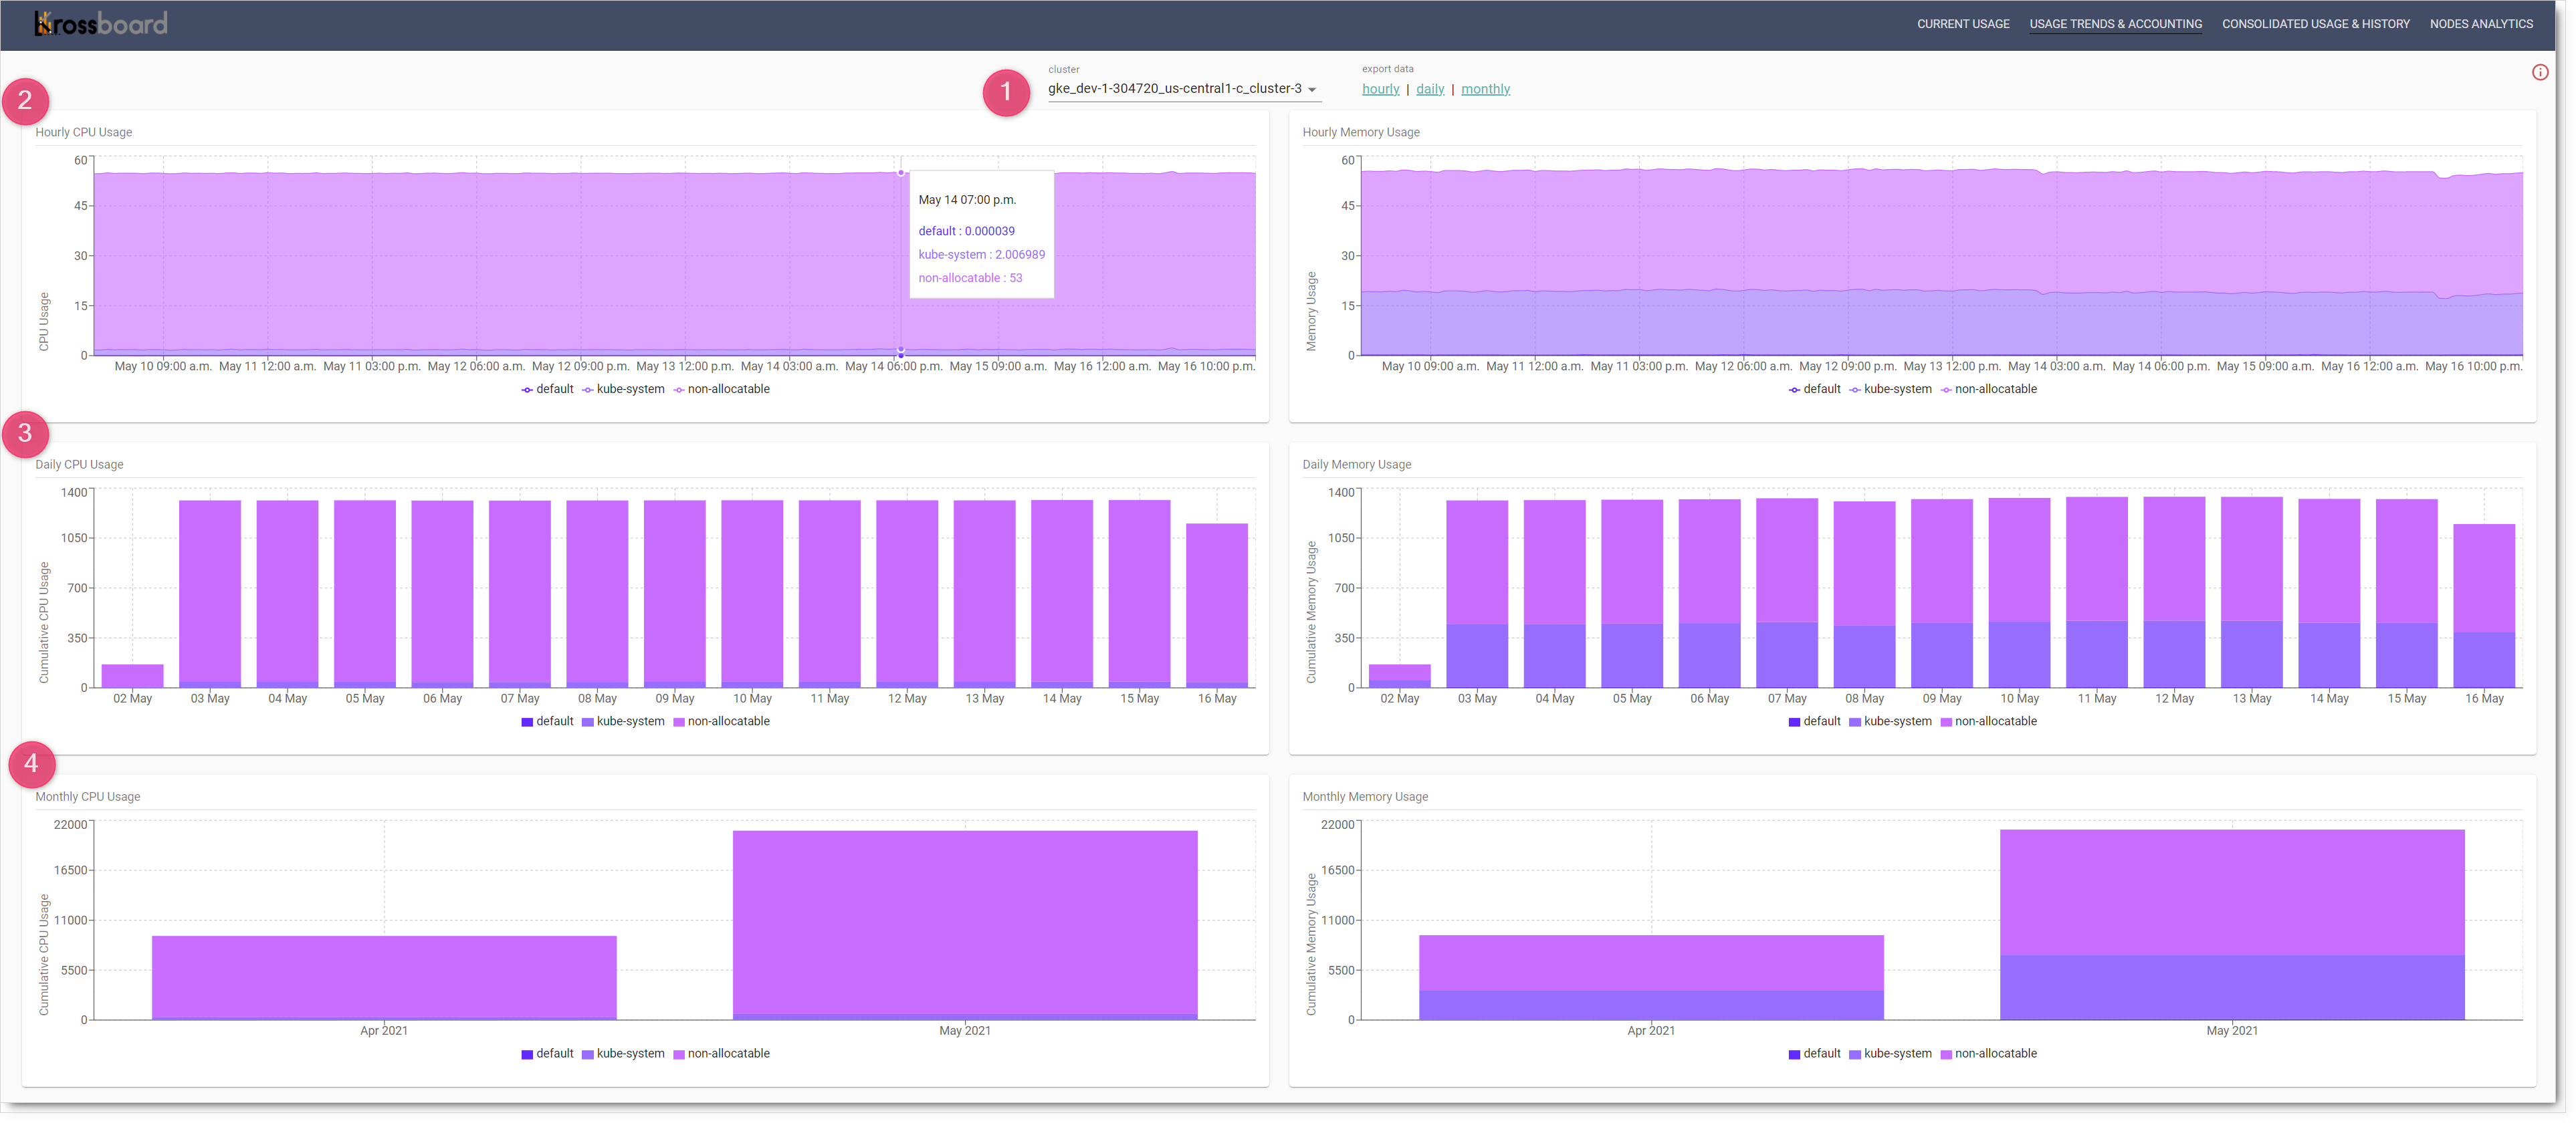 Krossboard
CURRENT USAGE USAGE TRENDS & ACCOUNTING CONSOLIDATED USAGE & HISTORY NODES ANALYTICS
1
cluster
gke_dev-1-304720_us-central1-c_cluster-3
export data
hourly | daily | monthly
2
Hourly CPU Usage
CPU Usage
60
45
30
15
0
May 14 07:00 p.m.
default : 0.000039
kube-system : 2.006989
non-allocatable : 53
May 10 09:00 a.m. May 11 12:00 a.m. May 11 03:00 p.m. May 12 06:00 a.m. May 12 09:00 p.m. May 13 12:00 p.m. May 14 03:00 a.m. May 14 06:00 p.m. May 15 09:00 a.m. May 16 12:00 a.m. May 16 10:00 p.m.
default kube-system non-allocatable
Hourly Memory Usage
Memory Usage
60
45
30
15
0
May 10 09:00 a.m. May 11 12:00 a.m. May 11 03:00 p.m. May 12 06:00 a.m. May 12 09:00 p.m. May 13 12:00 p.m. May 14 03:00 a.m. May 14 06:00 p.m. May 15 09:00 a.m. May 16 12:00 a.m. May 16 10:00 p.m.
default kube-system non-allocatable
3
Daily CPU Usage
Cumulative CPU Usage
1400
1050
700
350
0
02 May 03 May 04 May 05 May 06 May 07 May 08 May 09 May 10 May 11 May 12 May 13 May 14 May 15 May 16 May
default kube-system non-allocatable
Daily Memory Usage
Cumulative Memory Usage
1400
1050
700
350
0
02 May 03 May 04 May 05 May 06 May 07 May 08 May 09 May 10 May 11 May 12 May 13 May 14 May 15 May 16 May
default kube-system non-allocatable
4
Monthly CPU Usage
Cumulative CPU Usage
22000
16500
11000
5500
0
Apr 2021 May 2021
default kube-system non-allocatable
Monthly Memory Usage
Cumulative Memory Usage
22000
16500
11000
5500
0
Apr 2021 May 2021
default kube-system non-allocatable